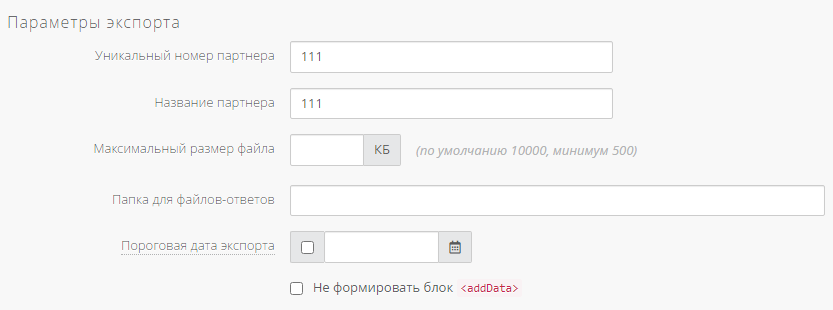 Параметры экспорта
Уникальный номер партнера 111
Название партнера 111
Максимальный размер файла КБ (по умолчанию 10000, минимум 500)
Папка для файлов-ответов
Пороговая дата экспорта
Не формировать блок <addData>